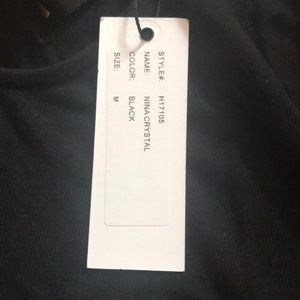 STYLE#: H17105
NAME: NINA CRYSTAL
COLOR: BLACK
SIZE: M